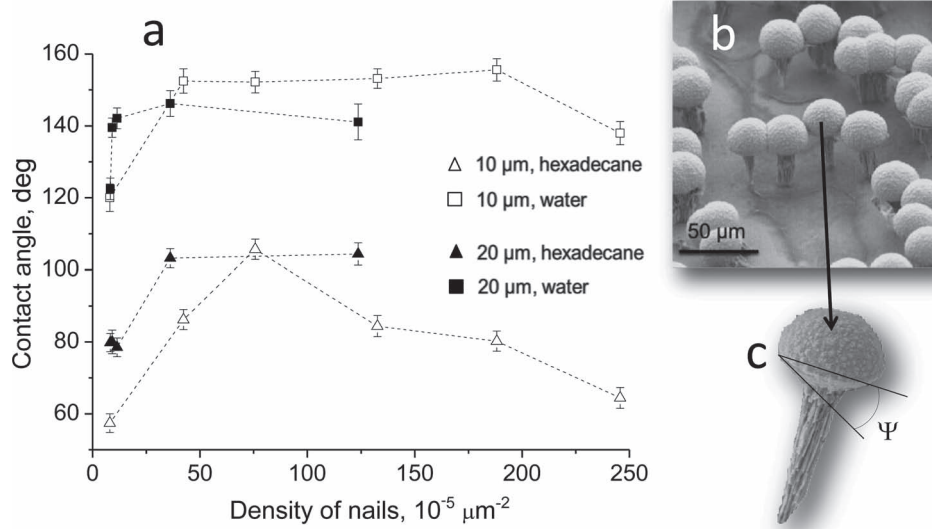 a
160
140
120
100
80
60
Contact angle, deg
0
50
100
150
200
250
Density of nails, 10⁻⁵ μm⁻²
10 μm, hexadecane
10 μm, water
20 μm, hexadecane
20 μm, water
b
50 μm
c
Ψ